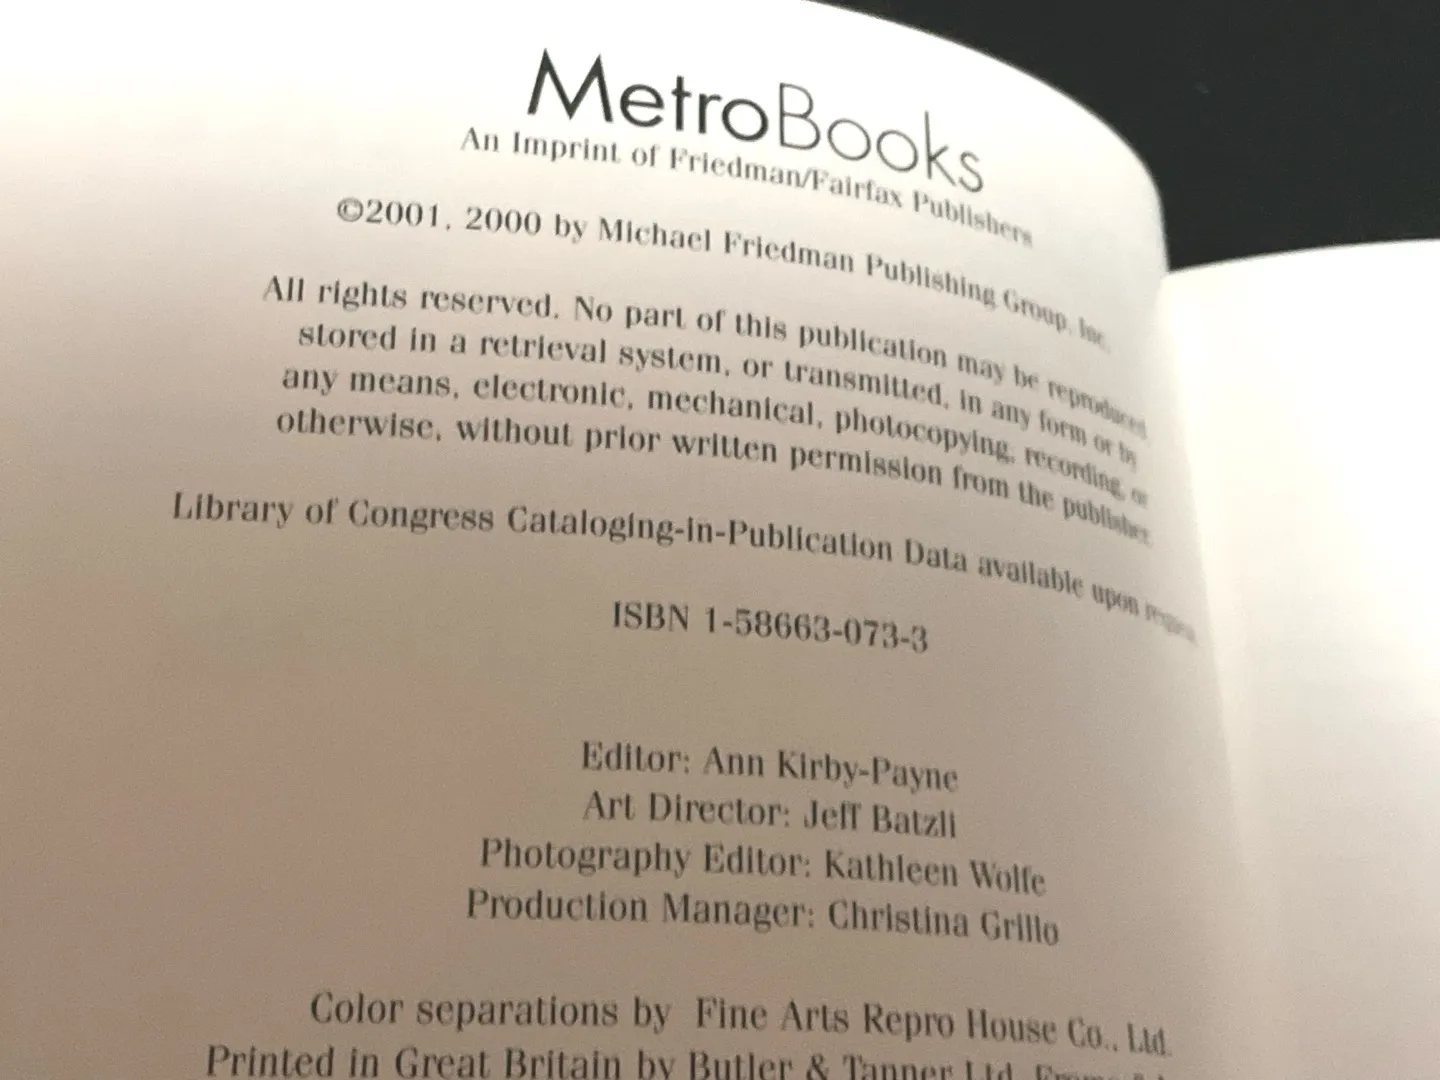 MetroBooks
An Imprint of Friedman/Fairfax Publishers
©2001, 2000 by Michael Friedman Publishing Group, Inc.
All rights reserved. No part of this publication may be reproduced
stored in a retrieval system, or transmitted, in any form or by
any means, electronic, mechanical, photocopying, recording, or
otherwise, without prior written permission from the publisher.
Library of Congress Cataloging-in-Publication Data available upon
ISBN 1-58663-073-3
Editor: Ann Kirby-Payne
Art Director: Jeff Batzli
Photography Editor: Kathleen Wolfe
Production Manager: Christina Grillo
Color separations by Fine Arts Repro House Co., Ltd.
Printed in Great Britain by Butler & Tanner Ltd.